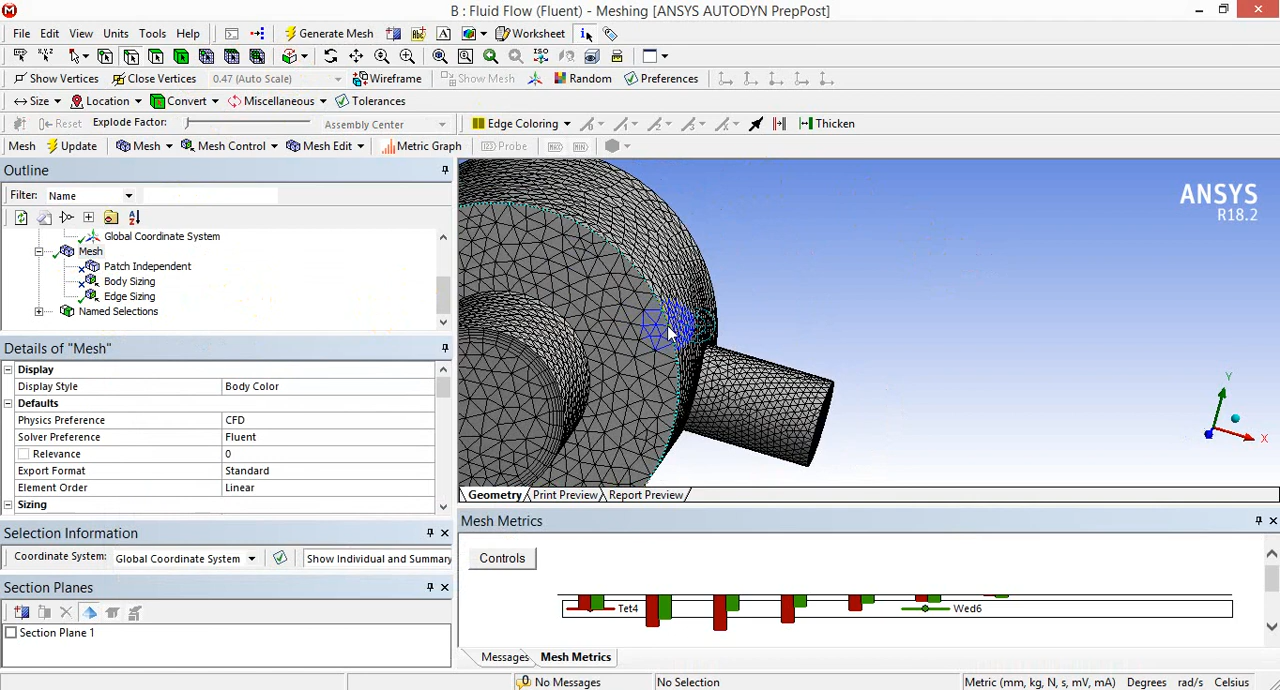 B : Fluid Flow (Fluent) - Meshing [ANSYS AUTODYN PrepPost]
File Edit View Units Tools Help Generate Mesh Worksheet
Show Vertices Close Vertices 0.47 (Auto Scale) Wireframe Show Mesh Random Preferences
Size Location Convert Miscellaneous Tolerances
Reset Explode Factor: Assembly Center Edge Coloring Thicken
Mesh Update Mesh Mesh Control Mesh Edit Metric Graph Probe
Outline
Filter: Name
Global Coordinate System
Mesh
Patch Independent
Body Sizing
Edge Sizing
Named Selections
Details of "Mesh"
Display
Display Style Body Color
Defaults
Physics Preference CFD
Solver Preference Fluent
Relevance 0
Export Format Standard
Element Order Linear
Sizing
Selection Information
Coordinate System: Global Coordinate System Show Individual and Summary
Section Planes
Section Plane 1
ANSYS
R18.2
Y
X
Geometry Print Preview Report Preview
Mesh Metrics
Controls
Tet4 Wed6
Messages Mesh Metrics
No Messages No Selection Metric (mm, kg, N, s, mV, mA) Degrees rad/s Celsius